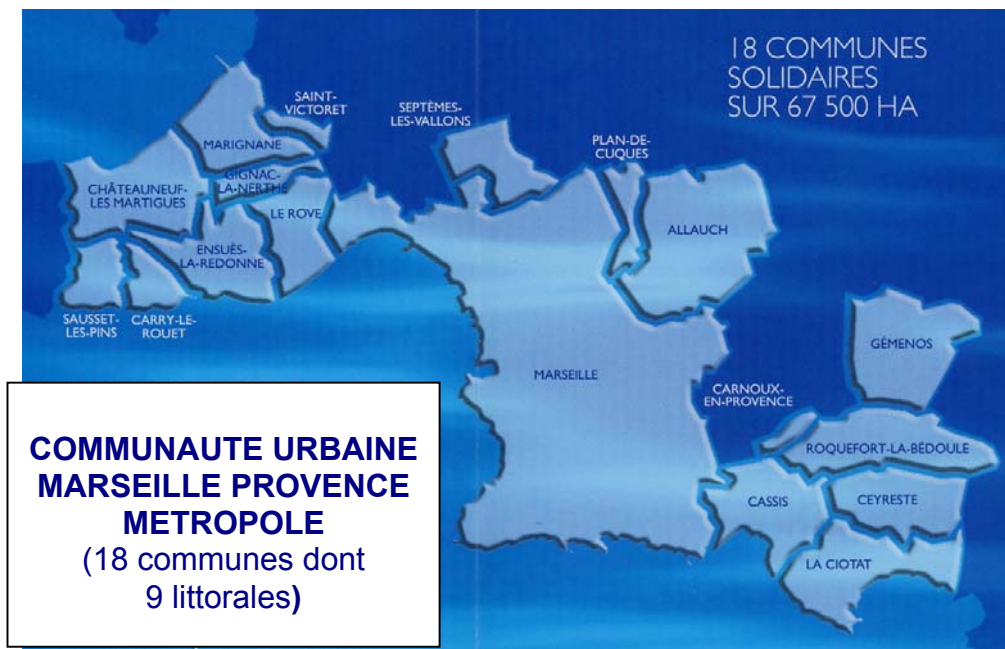 18 COMMUNES
SOLIDAIRES
SUR 67 500 HA
SAINT-
VICTORET
SEPTÈMES-
LES-VALLONS
MARIGNANE
PLAN-DE-
CUQUES
GIGNAC-
LA-NERTHE
CHÂTEAUNEUF-
LES MARTIGUES
LE ROVE
ALLAUCH
ENSUÈS-
LA-REDONNE
SAUSSET-
LES-PINS
CARRY-LE-
ROUET
GÉMENOS
MARSEILLE
CARNOUX-
EN-PROVENCE
ROQUEFORT-LA-BÉDOULE
CASSIS
CEYRESTE
LA CIOTAT
COMMUNAUTE URBAINE
MARSEILLE PROVENCE
METROPOLE
(18 communes dont
9 littorales)